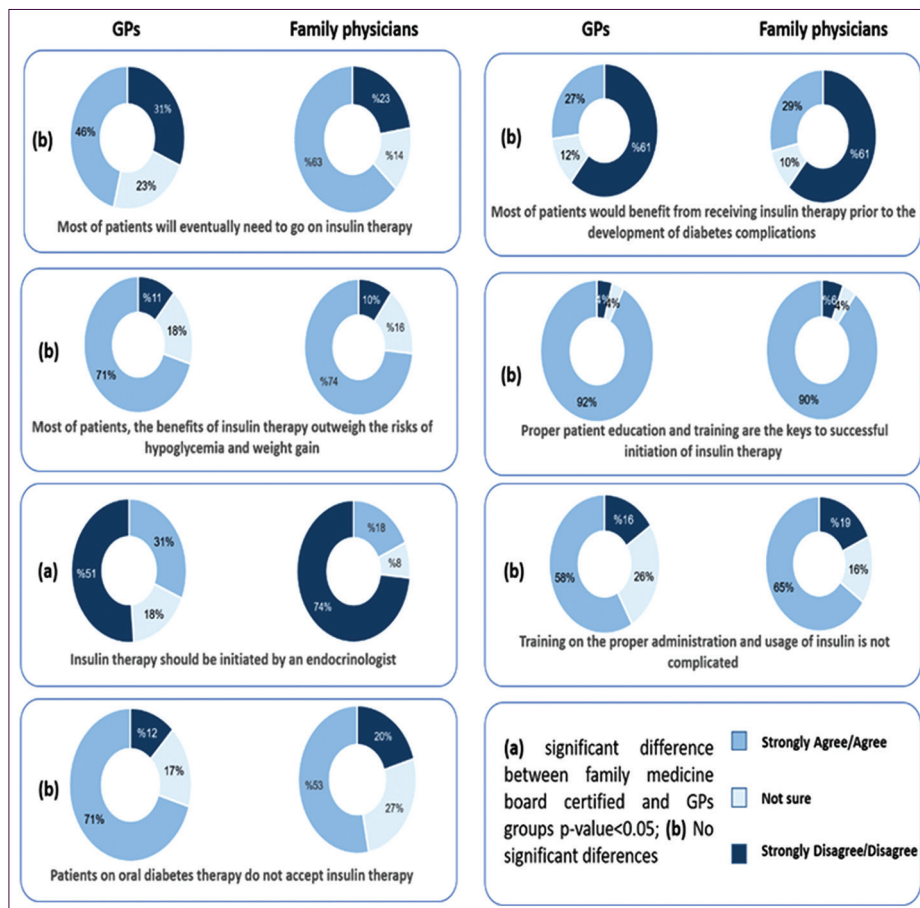 GPs
Family physicians
GPs
Family physicians
(b)
31%
46%
23%
%23
%63
%14
Most of patients will eventually need to go on insulin therapy
(b)
27%
12%
%61
29%
10%
%61
Most of patients would benefit from receiving insulin therapy prior to the
development of diabetes complications
(b)
%11
18%
71%
10%
%16
%74
Most of patients, the benefits of insulin therapy outweigh the risks of
hypoglycemia and weight gain
(b)
4%
4%
92%
%6
4%
90%
Proper patient education and training are the keys to successful
initiation of insulin therapy
(a)
%51
31%
18%
%18
%8
74%
Insulin therapy should be initiated by an endocrinologist
(b)
%16
58%
26%
%19
65%
16%
Training on the proper administration and usage of insulin is not
complicated
(b)
%12
17%
71%
20%
%53
27%
Patients on oral diabetes therapy do not accept insulin therapy
(a) significant difference
between family medicine
board certified and GPs
groups p-value<0.05; (b) No
significant diferences
Strongly Agree/Agree
Not sure
Strongly Disagree/Disagree